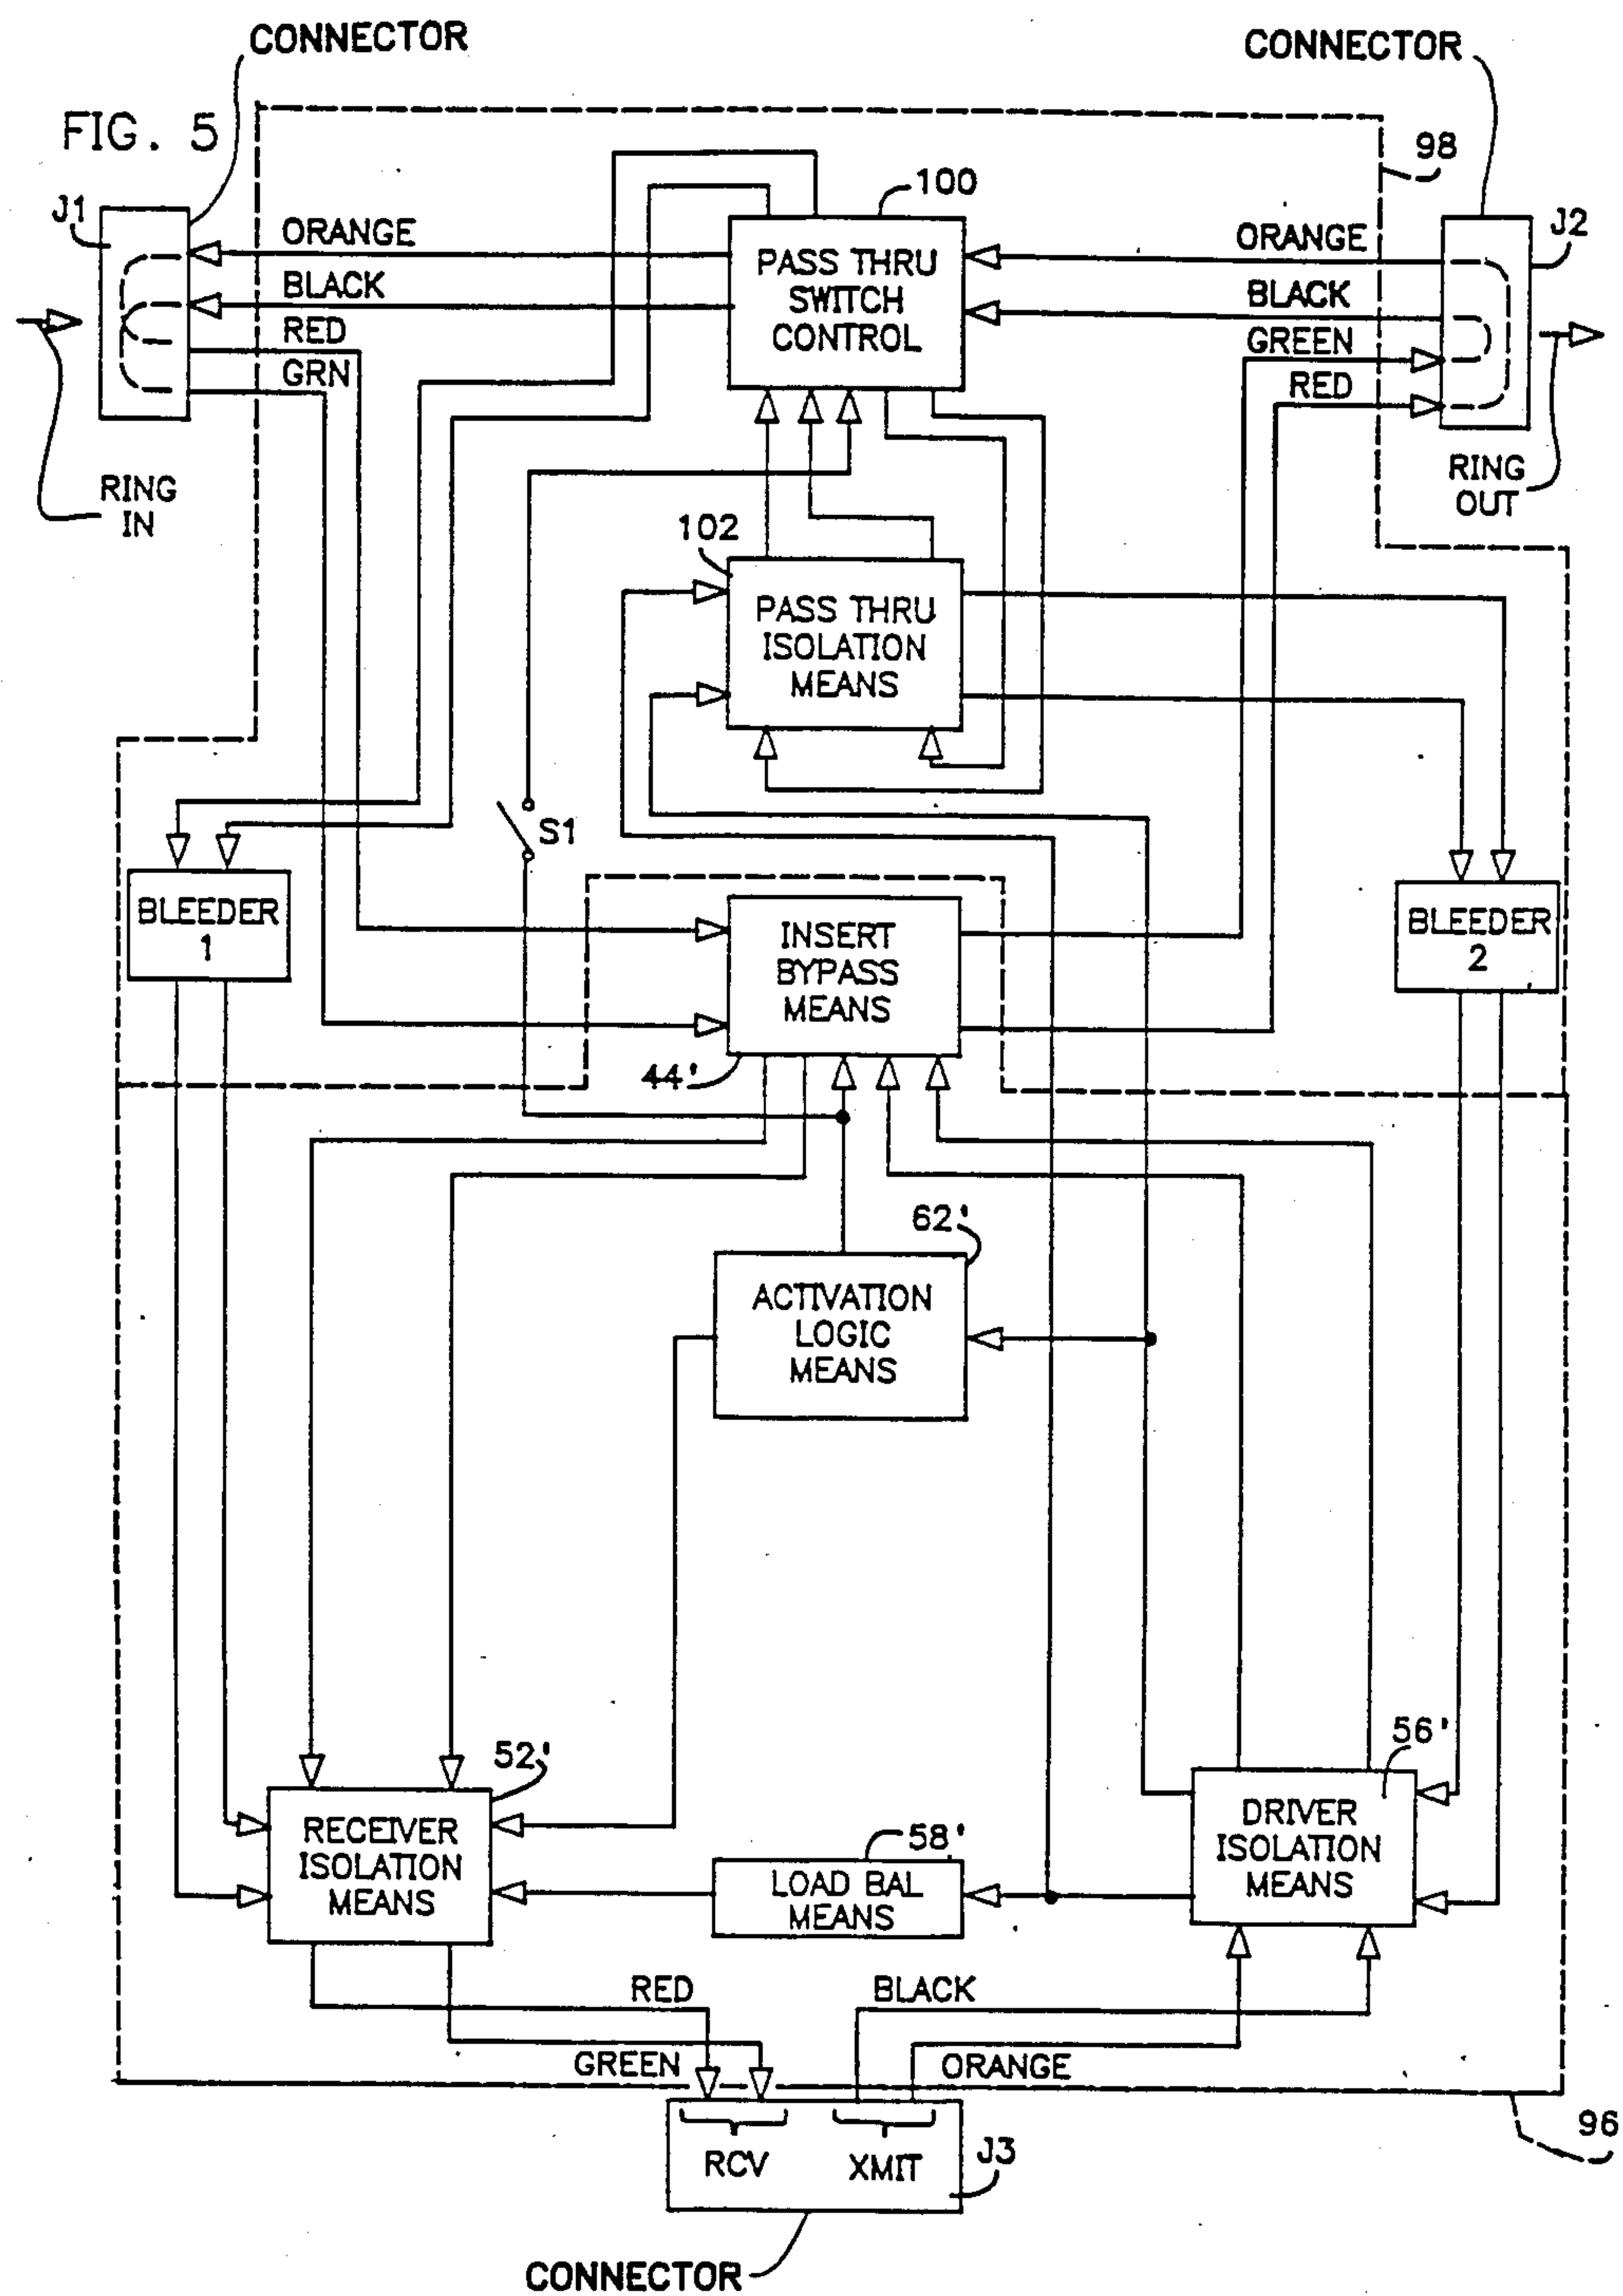 CONNECTOR
CONNECTOR
FIG. 5
98
J1
100
J2
ORANGE
PASS THRU
SWITCH
CONTROL
ORANGE
BLACK
BLACK
RED
GREEN
GRN
RED
RING
IN
RING
OUT
102
PASS THRU
ISOLATION
MEANS
S1
BLEEDER
1
INSERT
BYPASS
MEANS
BLEEDER
2
44'
62'
ACTIVATION
LOGIC
MEANS
52'
56'
RECEIVER
ISOLATION
MEANS
58'
LOAD BAL
MEANS
DRIVER
ISOLATION
MEANS
RED
BLACK
GREEN
ORANGE
96
RCV
XMIT
J3
CONNECTOR